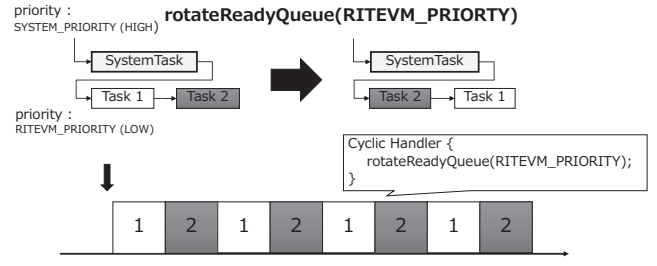 priority :
SYSTEM_PRIORITY (HIGH)
rotateReadyQueue(RITEVM_PRIORTY)
SystemTask
SystemTask
Task 1
Task 2
Task 2
Task 1
priority :
RITEVM_PRIORITY (LOW)
Cyclic Handler {
rotateReadyQueue(RITEVM_PRIORITY);
}
1 2 1 2 1 2 1 2